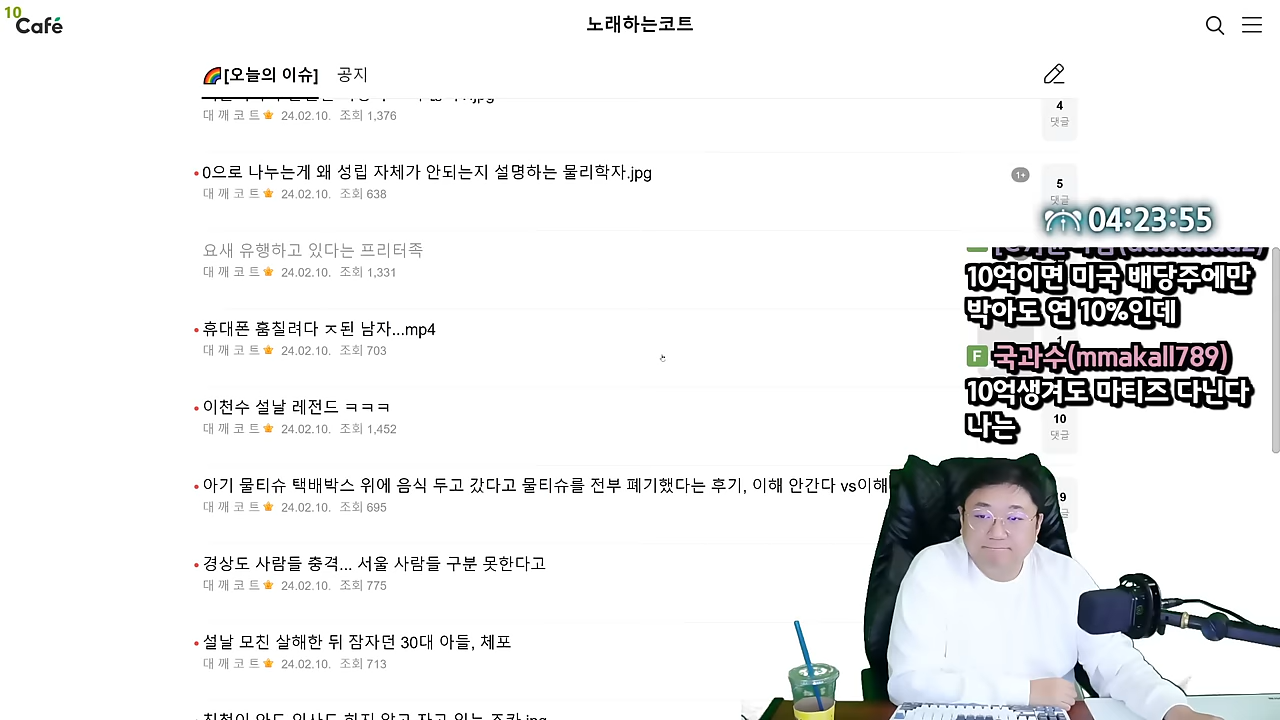 10
Café
노래하는코트
🌈[오늘의 이슈]
공지
대 깨 코 트 24.02.10. 조회 1,376
4
댓글
0으로 나누는게 왜 성립 자체가 안되는지 설명하는 물리학자.jpg
1+
대 깨 코 트 24.02.10. 조회 638
5
댓글
04:23:55
요새 유행하고 있다는 프리터족
대 깨 코 트 24.02.10. 조회 1,331
10억이면 미국 배당주에만
박아도 연 10%인데
휴대폰 훔칠려다 ㅈ된 남자...mp4
대 깨 코 트 24.02.10. 조회 703
1
F 국과수(mmakall789)
10억생겨도 마티즈 다닌다
나는
이천수 설날 레전드 ㅋㅋㅋ
대 깨 코 트 24.02.10. 조회 1,452
10
댓글
아기 물티슈 택배박스 위에 음식 두고 갔다고 물티슈를 전부 폐기했다는 후기, 이해 안간다 vs이해
대 깨 코 트 24.02.10. 조회 695
경상도 사람들 충격... 서울 사람들 구분 못한다고
대 깨 코 트 24.02.10. 조회 775
설날 모친 살해한 뒤 잠자던 30대 아들, 체포
대 깨 코 트 24.02.10. 조회 713